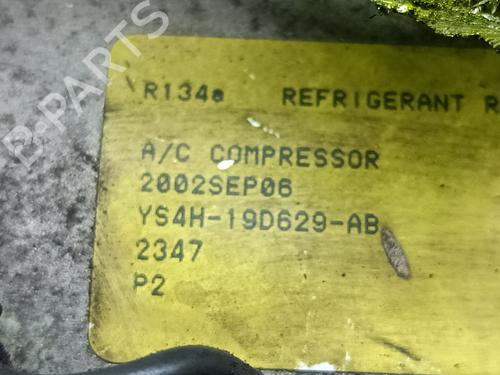 R134a REFRIGERANT R
A/C COMPRESSOR
2002SEP06
YS4H-19D629-AB
2347
P2
B-PARTS